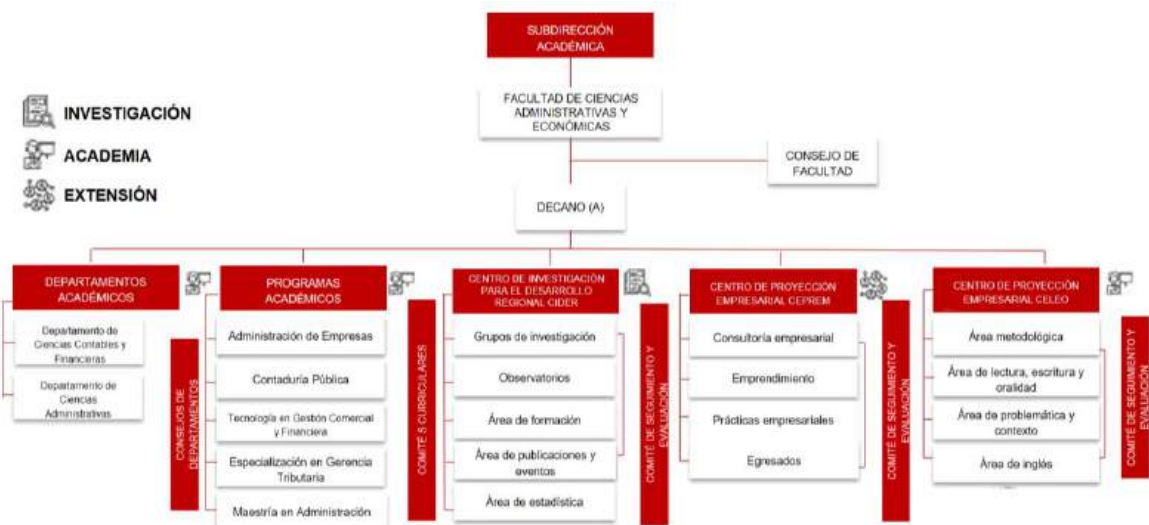 SUBDIRECCIÓN
ACADÉMICA
FACULTAD DE CIENCIAS
ADMINISTRATIVAS Y
ECONÓMICAS
INVESTIGACIÓN
ACADEMIA
EXTENSIÓN
CONSEJO DE
FACULTAD
DECANO (A)
DEPARTAMENTOS
ACADÉMICOS
Departamento de
Ciencias Contables y
Financieras
Departamento de
Ciencias
Administrativas
CONSEJOS DE
DEPARTAMENTOS
PROGRAMAS
ACADÉMICOS
Administración de Empresas
Contaduría Pública
Tecnología en Gestión Comercial
y Financiera
Especialización en Gerencia
Tributaria
Maestría en Administración
COMITÉ S CURRICULARES
CENTRO DE INVESTIGACIÓN
PARA EL DESARROLLO
REGIONAL CIDER
Grupos de investigación
Observatorios
Área de formación
Área de publicaciones y
eventos
Área de estadística
COMITÉ DE SEGUIMIENTO Y
EVALUACIÓN
CENTRO DE PROYECCIÓN
EMPRESARIAL CEPREM
Consultoría empresarial
Emprendimiento
Prácticas empresariales
Egresados
COMITÉ DE SEGUIMIENTO Y
EVALUACIÓN
CENTRO DE PROYECCIÓN
EMPRESARIAL CELEO
Área metodológica
Área de lectura, escritura y
oralidad
Área de problemática y
contexto
Área de inglés
COMITÉ DE SEGUIMIENTO Y
EVALUACIÓN